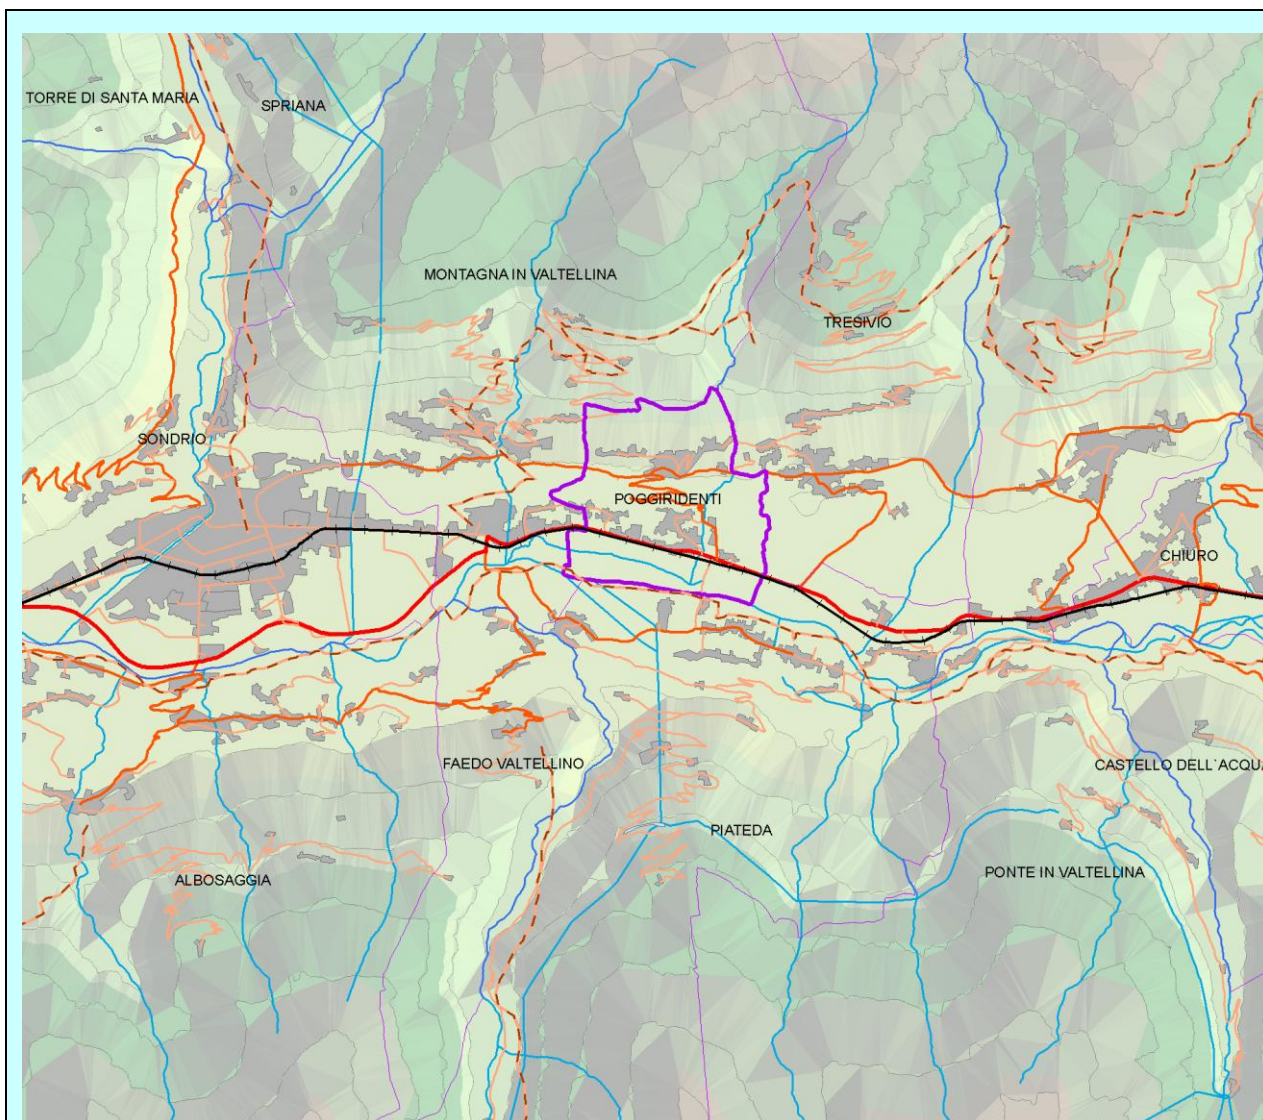 TORRE DI SANTA MARIA
SPRIANA
MONTAGNA IN VALTELLINA
TRESIVIO
SONDRIO
POGGIRIDENTI
CHIURO
FAEDO VALTELLINO
CASTELLO DELL`ACQU
PIATEDA
ALBOSAGGIA
PONTE IN VALTELLINA